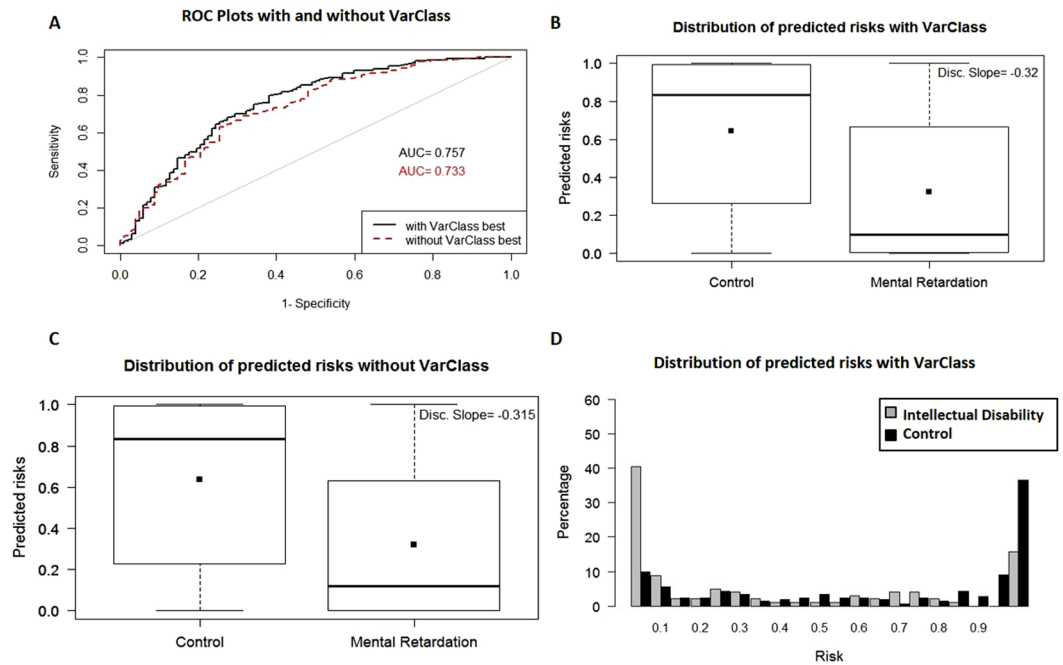 A
ROC Plots with and without VarClass
Sensitivity
1.0
0.8
0.6
0.4
0.2
0.0
AUC= 0.757
AUC= 0.733
with VarClass best
without VarClass best
0.0 0.2 0.4 0.6 0.8 1.0
1- Specificity
B
Distribution of predicted risks with VarClass
Predicted risks
1.0
0.8
0.6
0.4
0.2
0.0
Disc. Slope= -0.32
Control Mental Retardation
C
Distribution of predicted risks without VarClass
Predicted risks
1.0
0.8
0.6
0.4
0.2
0.0
Disc. Slope= -0.315
Control Mental Retardation
D
Distribution of predicted risks with VarClass
Percentage
60
50
40
30
20
10
0
Intellectual Disability
Control
0.1 0.2 0.3 0.4 0.5 0.6 0.7 0.8 0.9
Risk